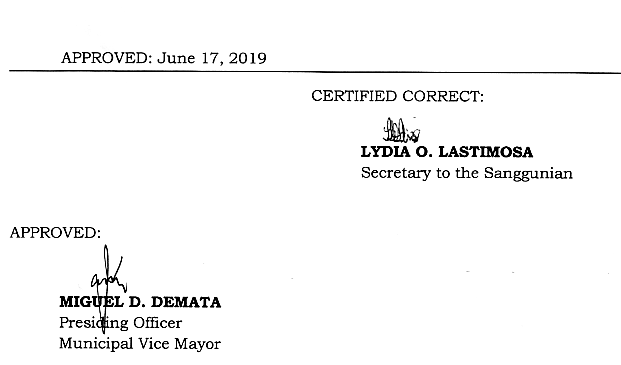 APPROVED: June 17, 2019
CERTIFIED CORRECT:
LYDIA O. LASTIMOSA
Secretary to the Sanggunian
APPROVED:
MIGUEL D. DEMATA
Presiding Officer
Municipal Vice Mayor